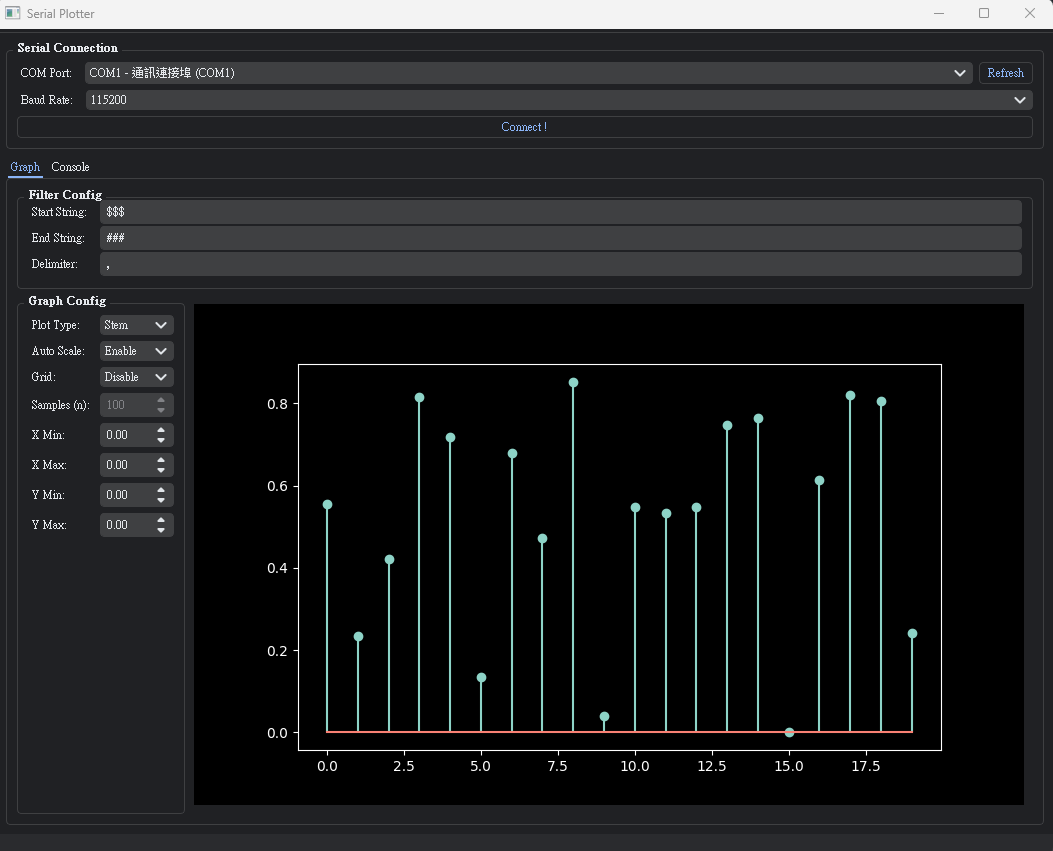 Serial Plotter
Serial Connection
COM Port: COM1 - 通訊連接埠 (COM1) Refresh
Baud Rate: 115200
Connect !
Graph Console
Filter Config
Start String: $$$
End String: ###
Delimiter: ,
Graph Config
Plot Type: Stem
Auto Scale: Enable
Grid: Disable
Samples (n): 100
X Min: 0.00
X Max: 0.00
Y Min: 0.00
Y Max: 0.00
0.8
0.6
0.4
0.2
0.0
0.0 2.5 5.0 7.5 10.0 12.5 15.0 17.5